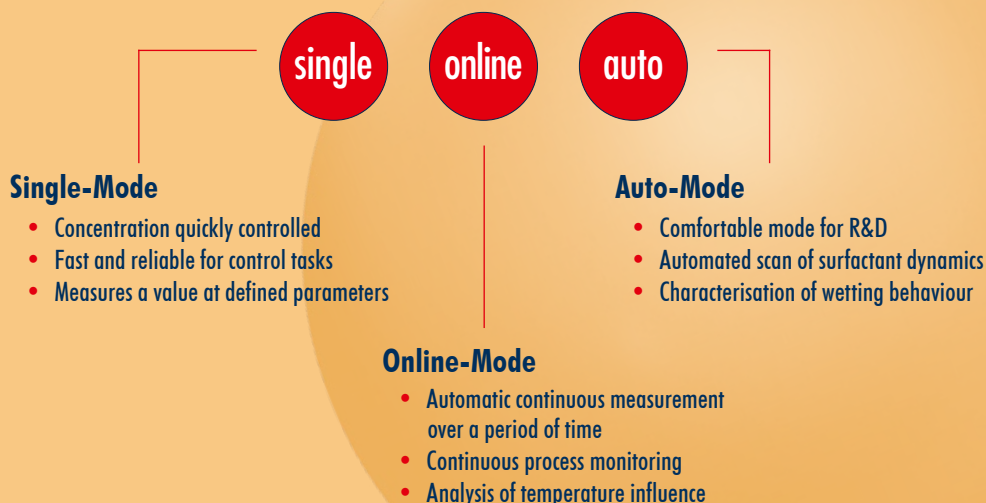 single
online
auto
Single-Mode
• Concentration quickly controlled
• Fast and reliable for control tasks
• Measures a value at defined parameters
Auto-Mode
• Comfortable mode for R&D
• Automated scan of surfactant dynamics
• Characterisation of wetting behaviour
Online-Mode
• Automatic continuous measurement
over a period of time
• Continuous process monitoring
• Analysis of temperature influence